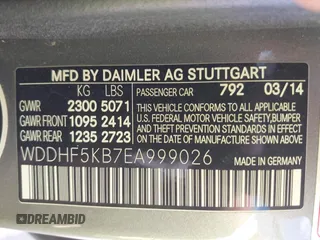 MFD BY DAIMLER AG STUTTGART
KG LBS
PASSENGER CAR 792 03/14
GVWR 2300 5071
GAWR FRONT 1095 2414
GAWR REAR 1235 2723
THIS VEHICLE CONFORMS TO ALL
APPLICABLE U.S. FEDERAL MOTOR
VEHICLE SAFETY, BUMPER, AND
THEFT PREVENTION STANDARDS
IN EFFECT ON THE DATE OF
MANUFACTURE SHOWN ABOVE.
WDDHF5KB7EA999026
MADE IN GERMANY
DREAMBID